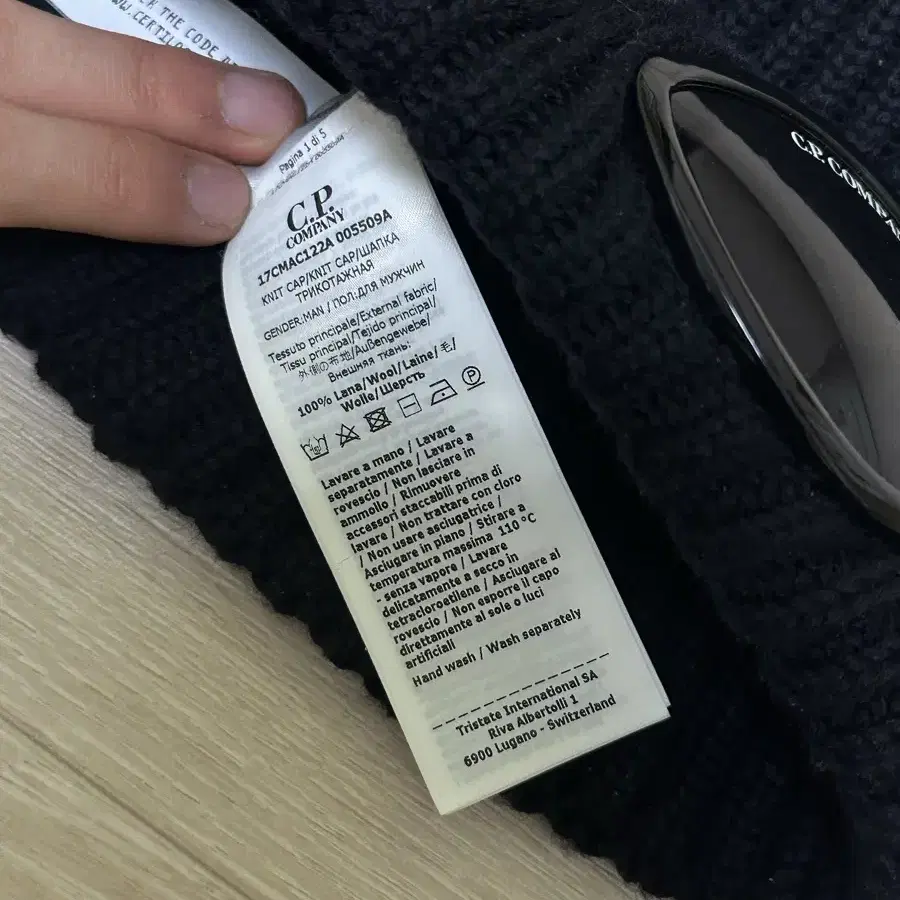 THE CODE
WW.CERTILO
Pagina 1 di 5
C.P.
COMPANY
17CMAC122A 005509A
KNIT CAP/KNIT CAP/ШАПКА
ТРИКОТАЖНАЯ
GENDER:MAN / ПОЛ:ДЛЯ МУЖЧИН
Tessuto principale/External fabric/
Tissu principal/Tejido principal/
外側の布地/Außengewebe/
Внешняя ткань:
100% Lana/Wool/Laine/毛/
Wolle/Шерсть
P
Lavare a mano / Lavare
separatamente / Lavare a
rovescio / Non lasciare in
ammollo / Rimuovere
accessori staccabili prima di
lavare / Non trattare con cloro
/ Non usare asciugatrice /
Asciugare in piano / Stirare a
temperatura massima 110 °C
- senza vapore / Lavare
delicatamente a secco in
tetracloroetilene / Asciugare al
rovescio / Non esporre il capo
direttamente al sole o luci
artificiali
Hand wash / Wash separately
Tristate International SA
Riva Albertolli 1
6900 Lugano - Switzerland
C.P. COMPA